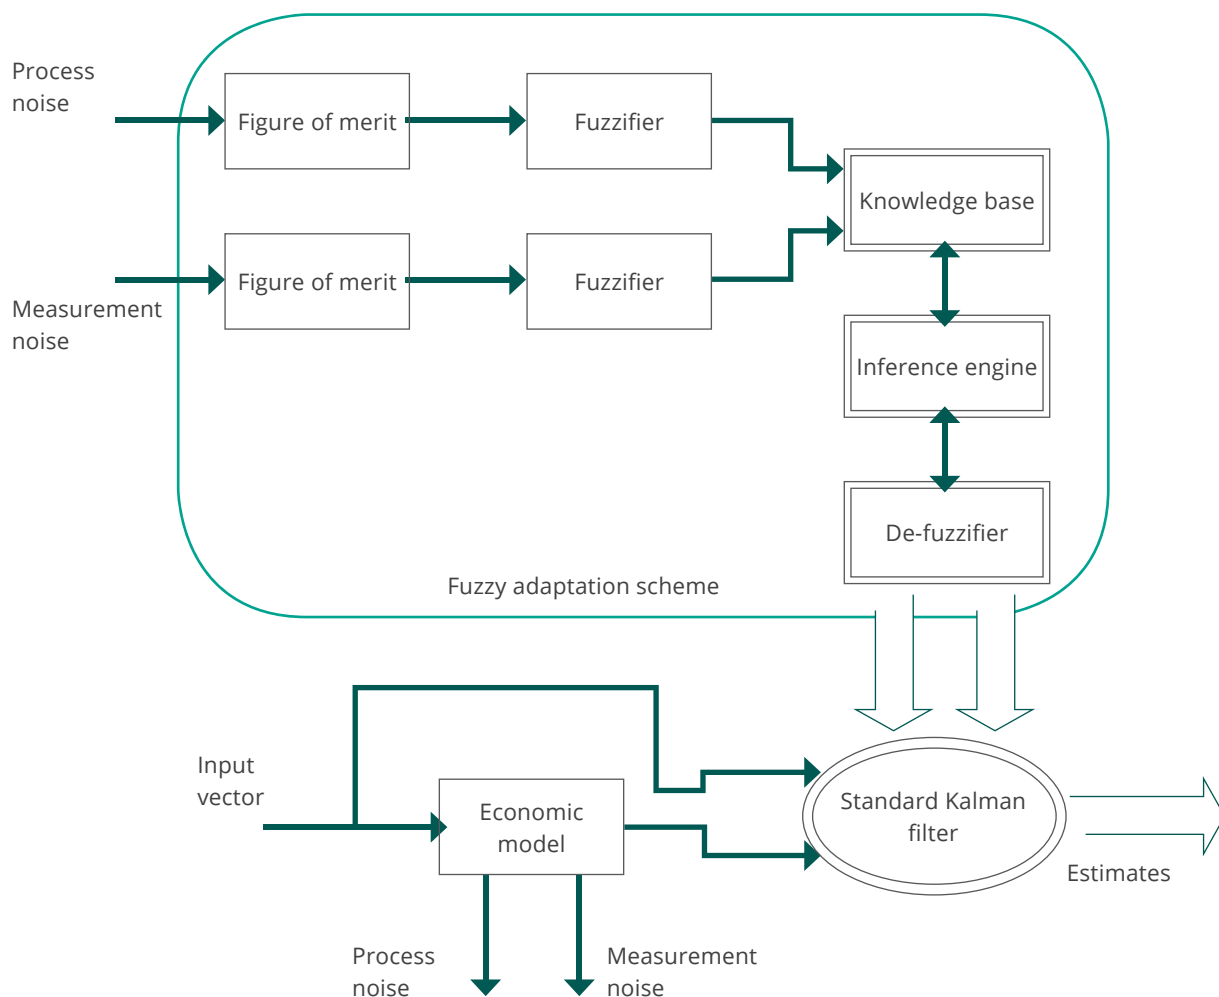 Process
noise
Figure of merit
Fuzzifier
Knowledge base
Figure of merit
Fuzzifier
Measurement
noise
Inference engine
De-fuzzifier
Fuzzy adaptation scheme
Input
vector
Economic
model
Standard Kalman
filter
Estimates
Process
noise
Measurement
noise